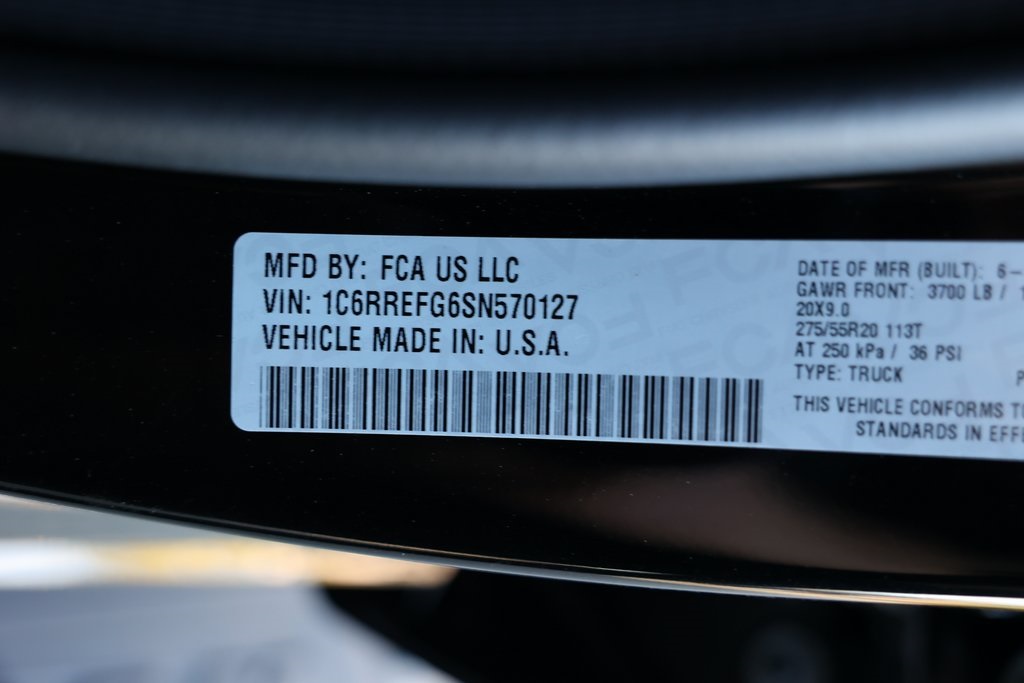 MFD BY: FCA US LLC
VIN: 1C6RREFG6SN570127
VEHICLE MADE IN: U.S.A.
DATE OF MFR (BUILT): 6-
GAWR FRONT: 3700 LB /
20X9.0
275/55R20 113T
AT 250 kPa / 36 PSI
TYPE: TRUCK
THIS VEHICLE CONFORMS
STANDARDS IN